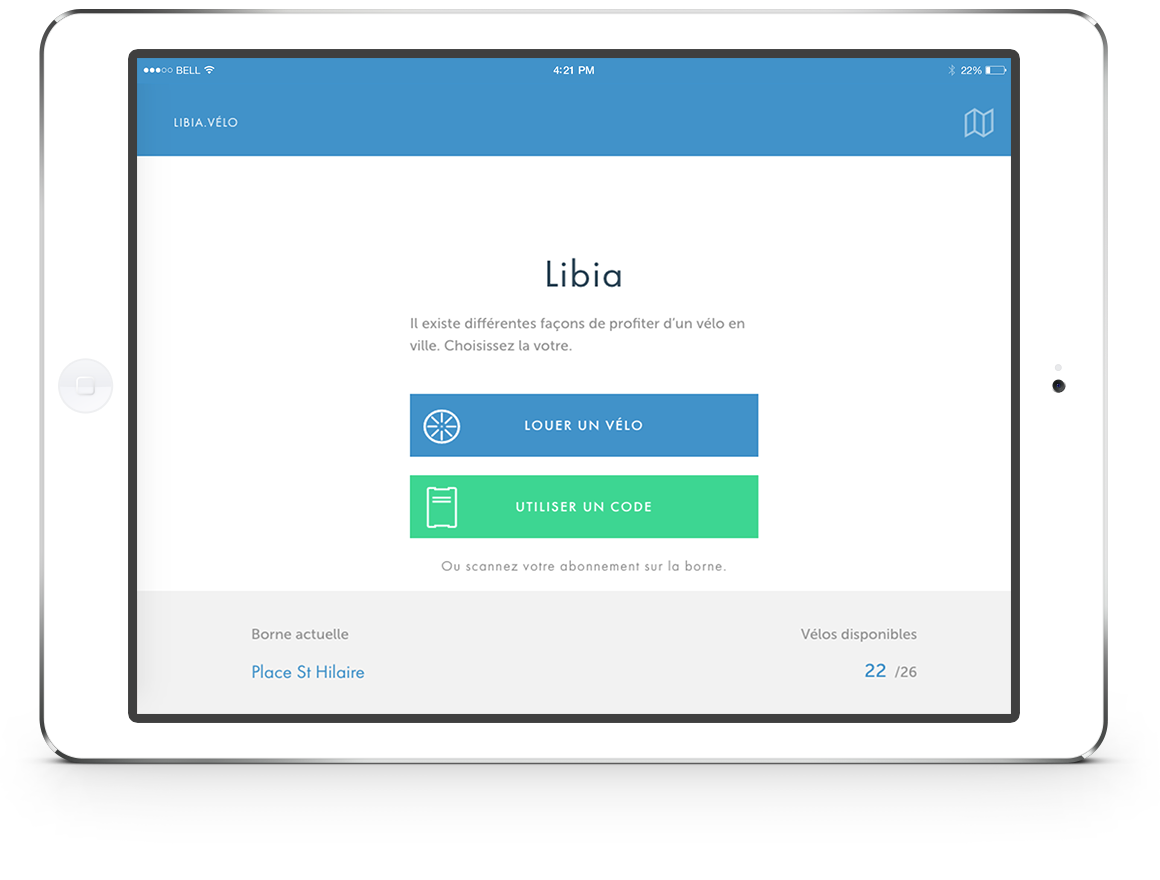 BELL
4:21 PM
22%
LIBIA.VÉLO
Libia
Il existe différentes façons de profiter d'un vélo en
ville. Choisissez la votre.
LOUER UN VÉLO
UTILISER UN CODE
Ou scannez votre abonnement sur la borne.
Borne actuelle
Vélos disponibles
Place St Hilaire
22 /26